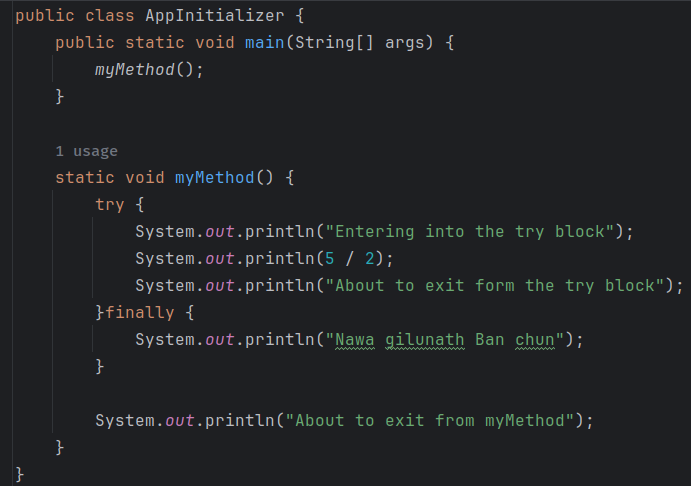 public class AppInitializer {
    public static void main(String[] args) {
        myMethod();
    }
    1 usage
    static void myMethod() {
        try {
            System.out.println("Entering into the try block");
            System.out.println(5 / 2);
            System.out.println("About to exit form the try block");
        }finally {
            System.out.println("Nawa gilunath Ban chun");
        }
        System.out.println("About to exit from myMethod");
    }
}